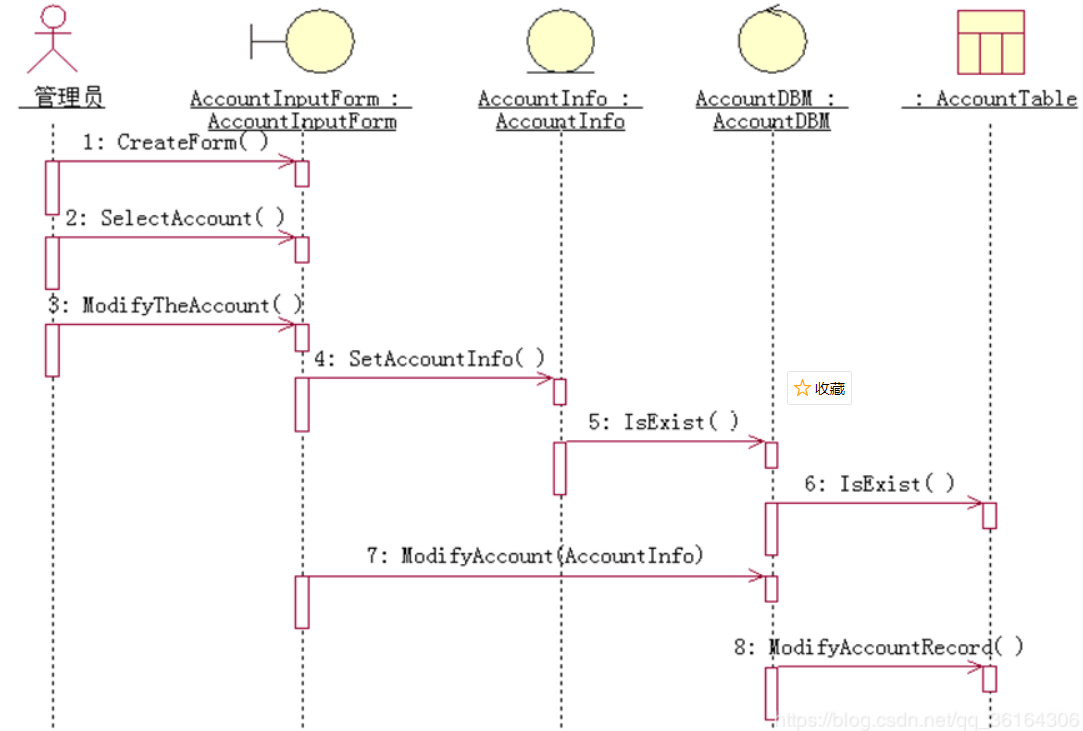 管理员
AccountInputForm :
AccountInputForm
AccountInfo :
AccountInfo
AccountDBM :
AccountDBM
: AccountTable
1: CreateForm( )
2: SelectAccount( )
3: ModifyTheAccount( )
4: SetAccountInfo( )
收藏
5: IsExist( )
6: IsExist( )
7: ModifyAccount(AccountInfo)
8: ModifyAccountRecord( )
https://blog.csdn.net/qq_36164306